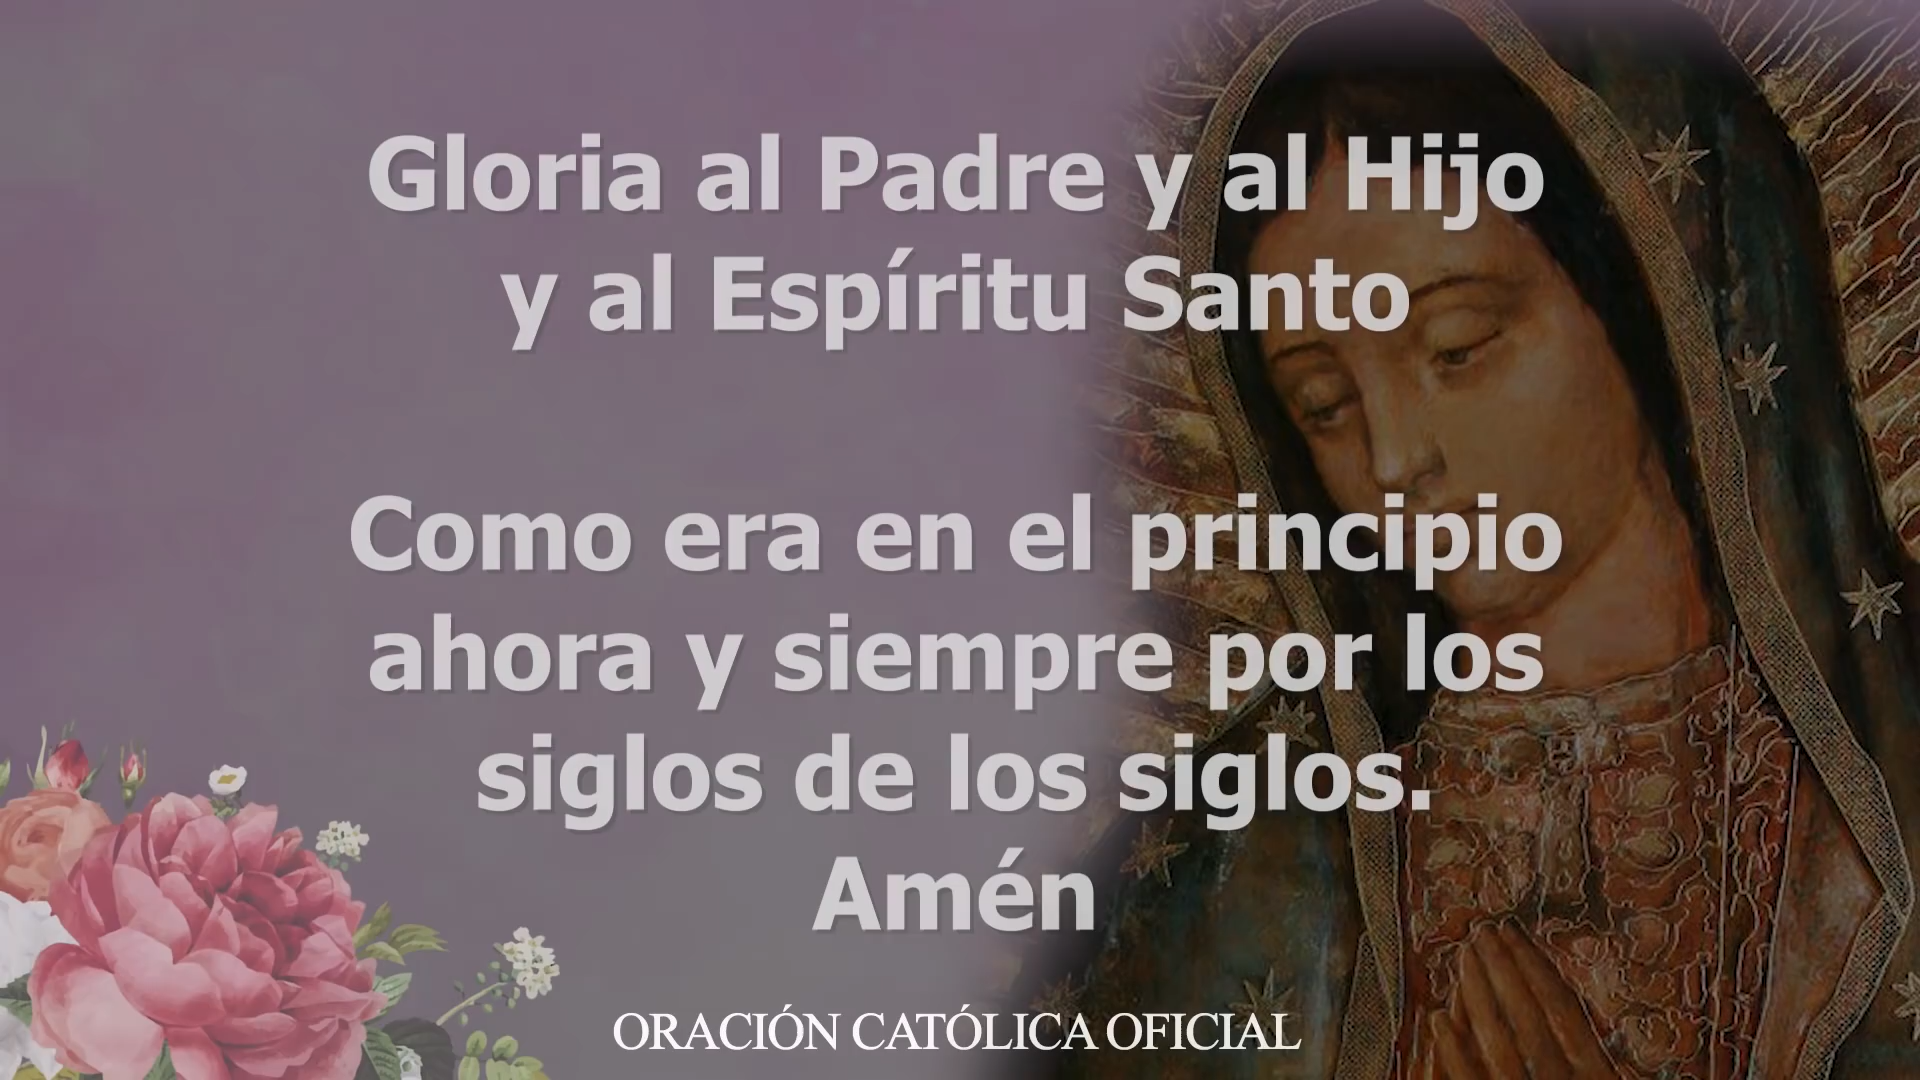 Gloria al Padre y al Hijo
y al Espíritu Santo
Como era en el principio
ahora y siempre por los
siglos de los siglos.
Amén
ORACIÓN CATÓLICA OFICIAL